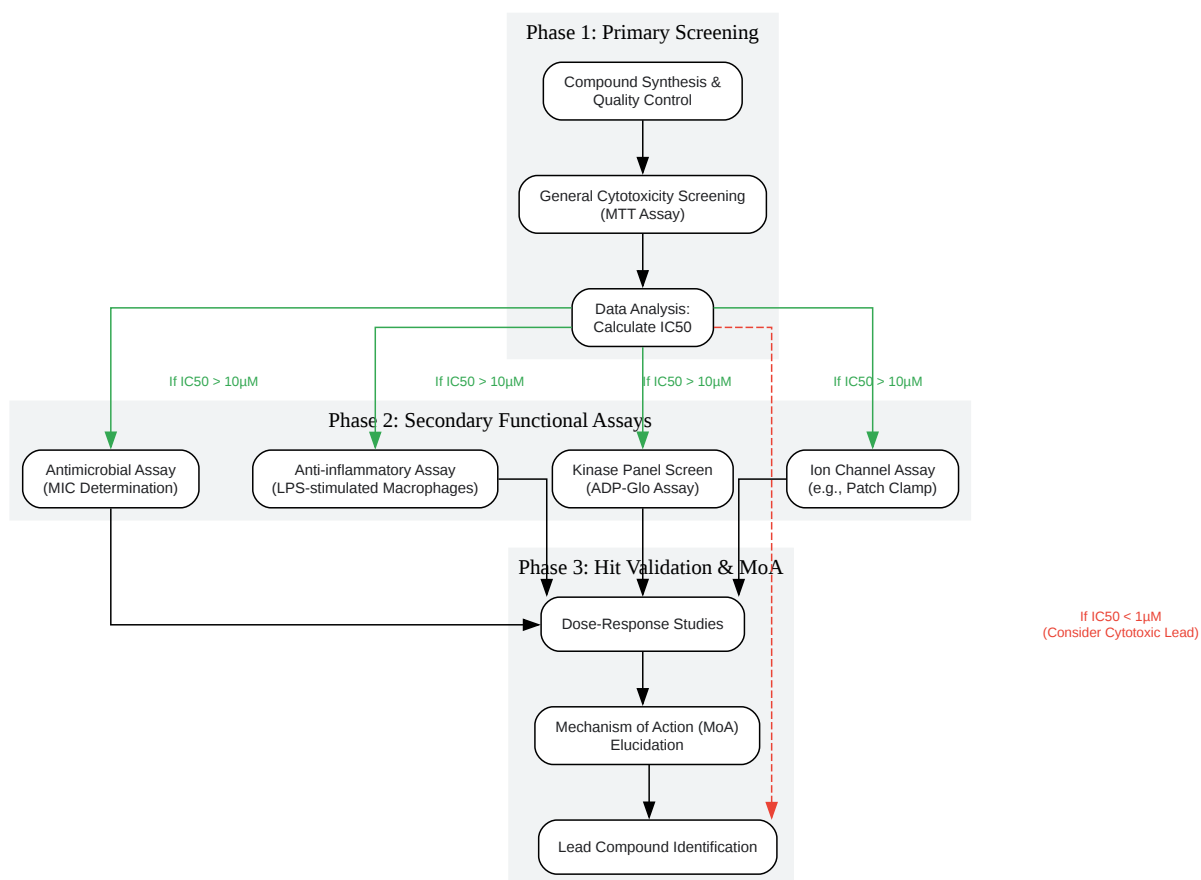 Phase 1: Primary Screening
Compound Synthesis &
Quality Control
General Cytotoxicity Screening
(MTT Assay)
Data Analysis:
Calculate IC50
If IC50 > 10µM
If IC50 > 10µM
If IC50 > 10µM
If IC50 > 10µM
Phase 2: Secondary Functional Assays
Antimicrobial Assay
(MIC Determination)
Anti-inflammatory Assay
(LPS-stimulated Macrophages)
Kinase Panel Screen
(ADP-Glo Assay)
Ion Channel Assay
(e.g., Patch Clamp)
Phase 3: Hit Validation & MoA
Dose-Response Studies
If IC50 < 1µM
(Consider Cytotoxic Lead)
Mechanism of Action (MoA)
Elucidation
Lead Compound Identification